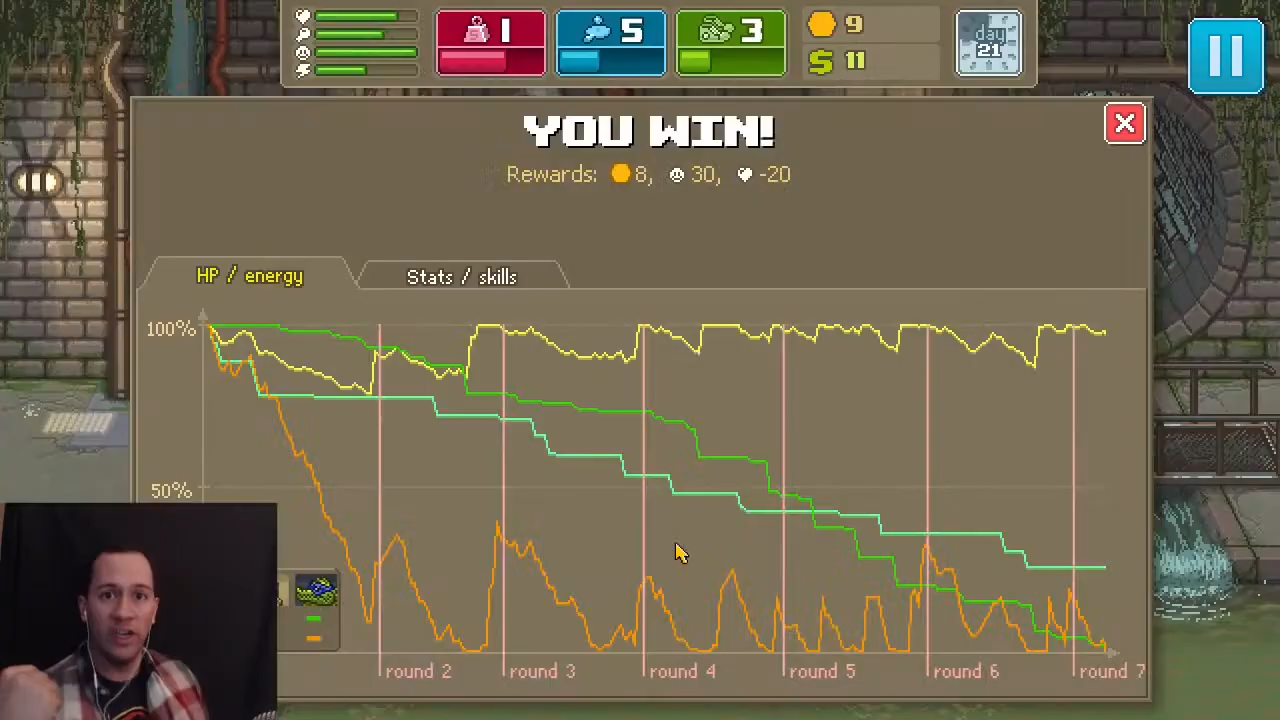 1
5
3
9
$ 11
day
21
YOU WIN!
Rewards: 8, 30, -20
HP / energy
Stats / skills
100%
50%
round 2
round 3
round 4
round 5
round 6
round 7